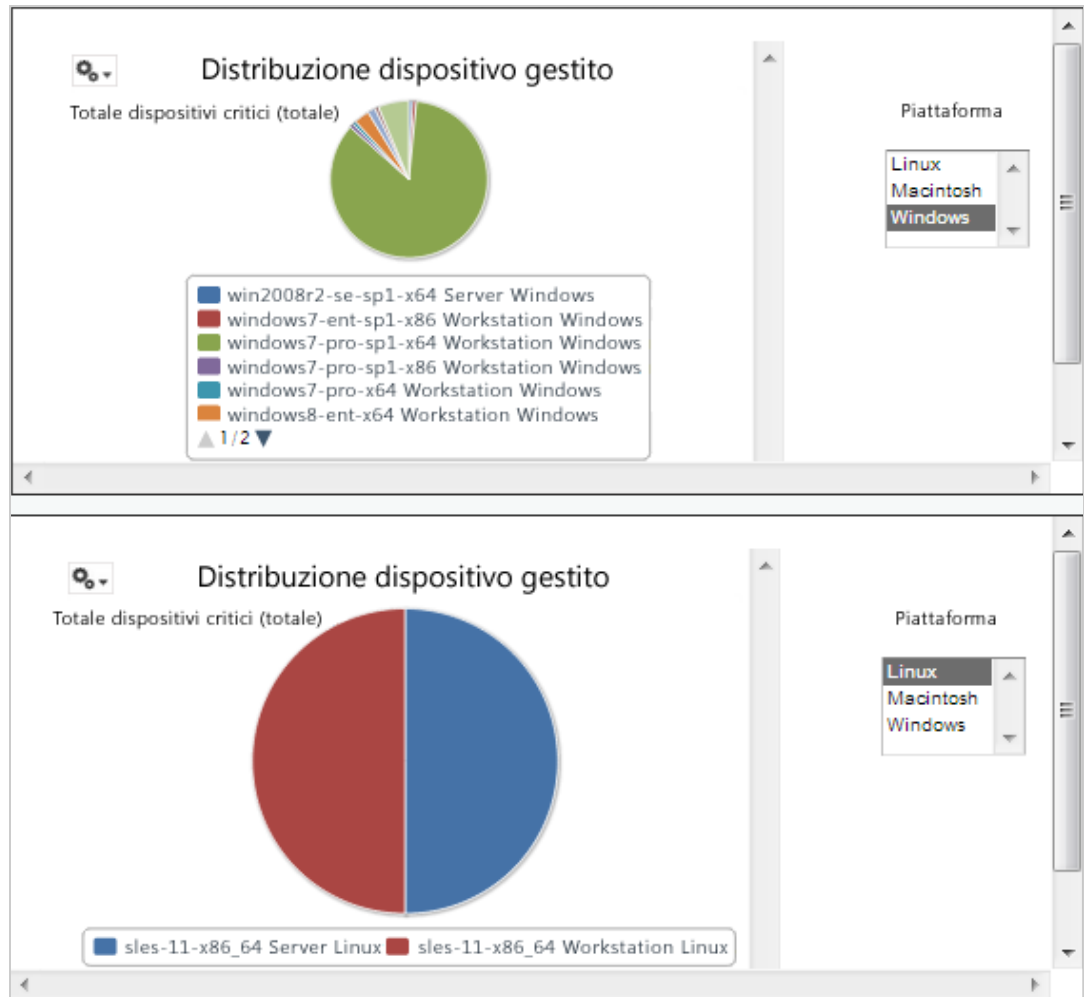 Distribuzione dispositivo gestito
Totale dispositivi critici (totale)
Piattaforma
Linux
Macintosh
Windows
win2008r2-se-sp1-x64 Server Windows
windows7-ent-sp1-x86 Workstation Windows
windows7-pro-sp1-x64 Workstation Windows
windows7-pro-sp1-x86 Workstation Windows
windows7-pro-x64 Workstation Windows
windows8-ent-x64 Workstation Windows
1/2
Distribuzione dispositivo gestito
Totale dispositivi critici (totale)
Piattaforma
Linux
Macintosh
Windows
sles-11-x86_64 Server Linux sles-11-x86_64 Workstation Linux